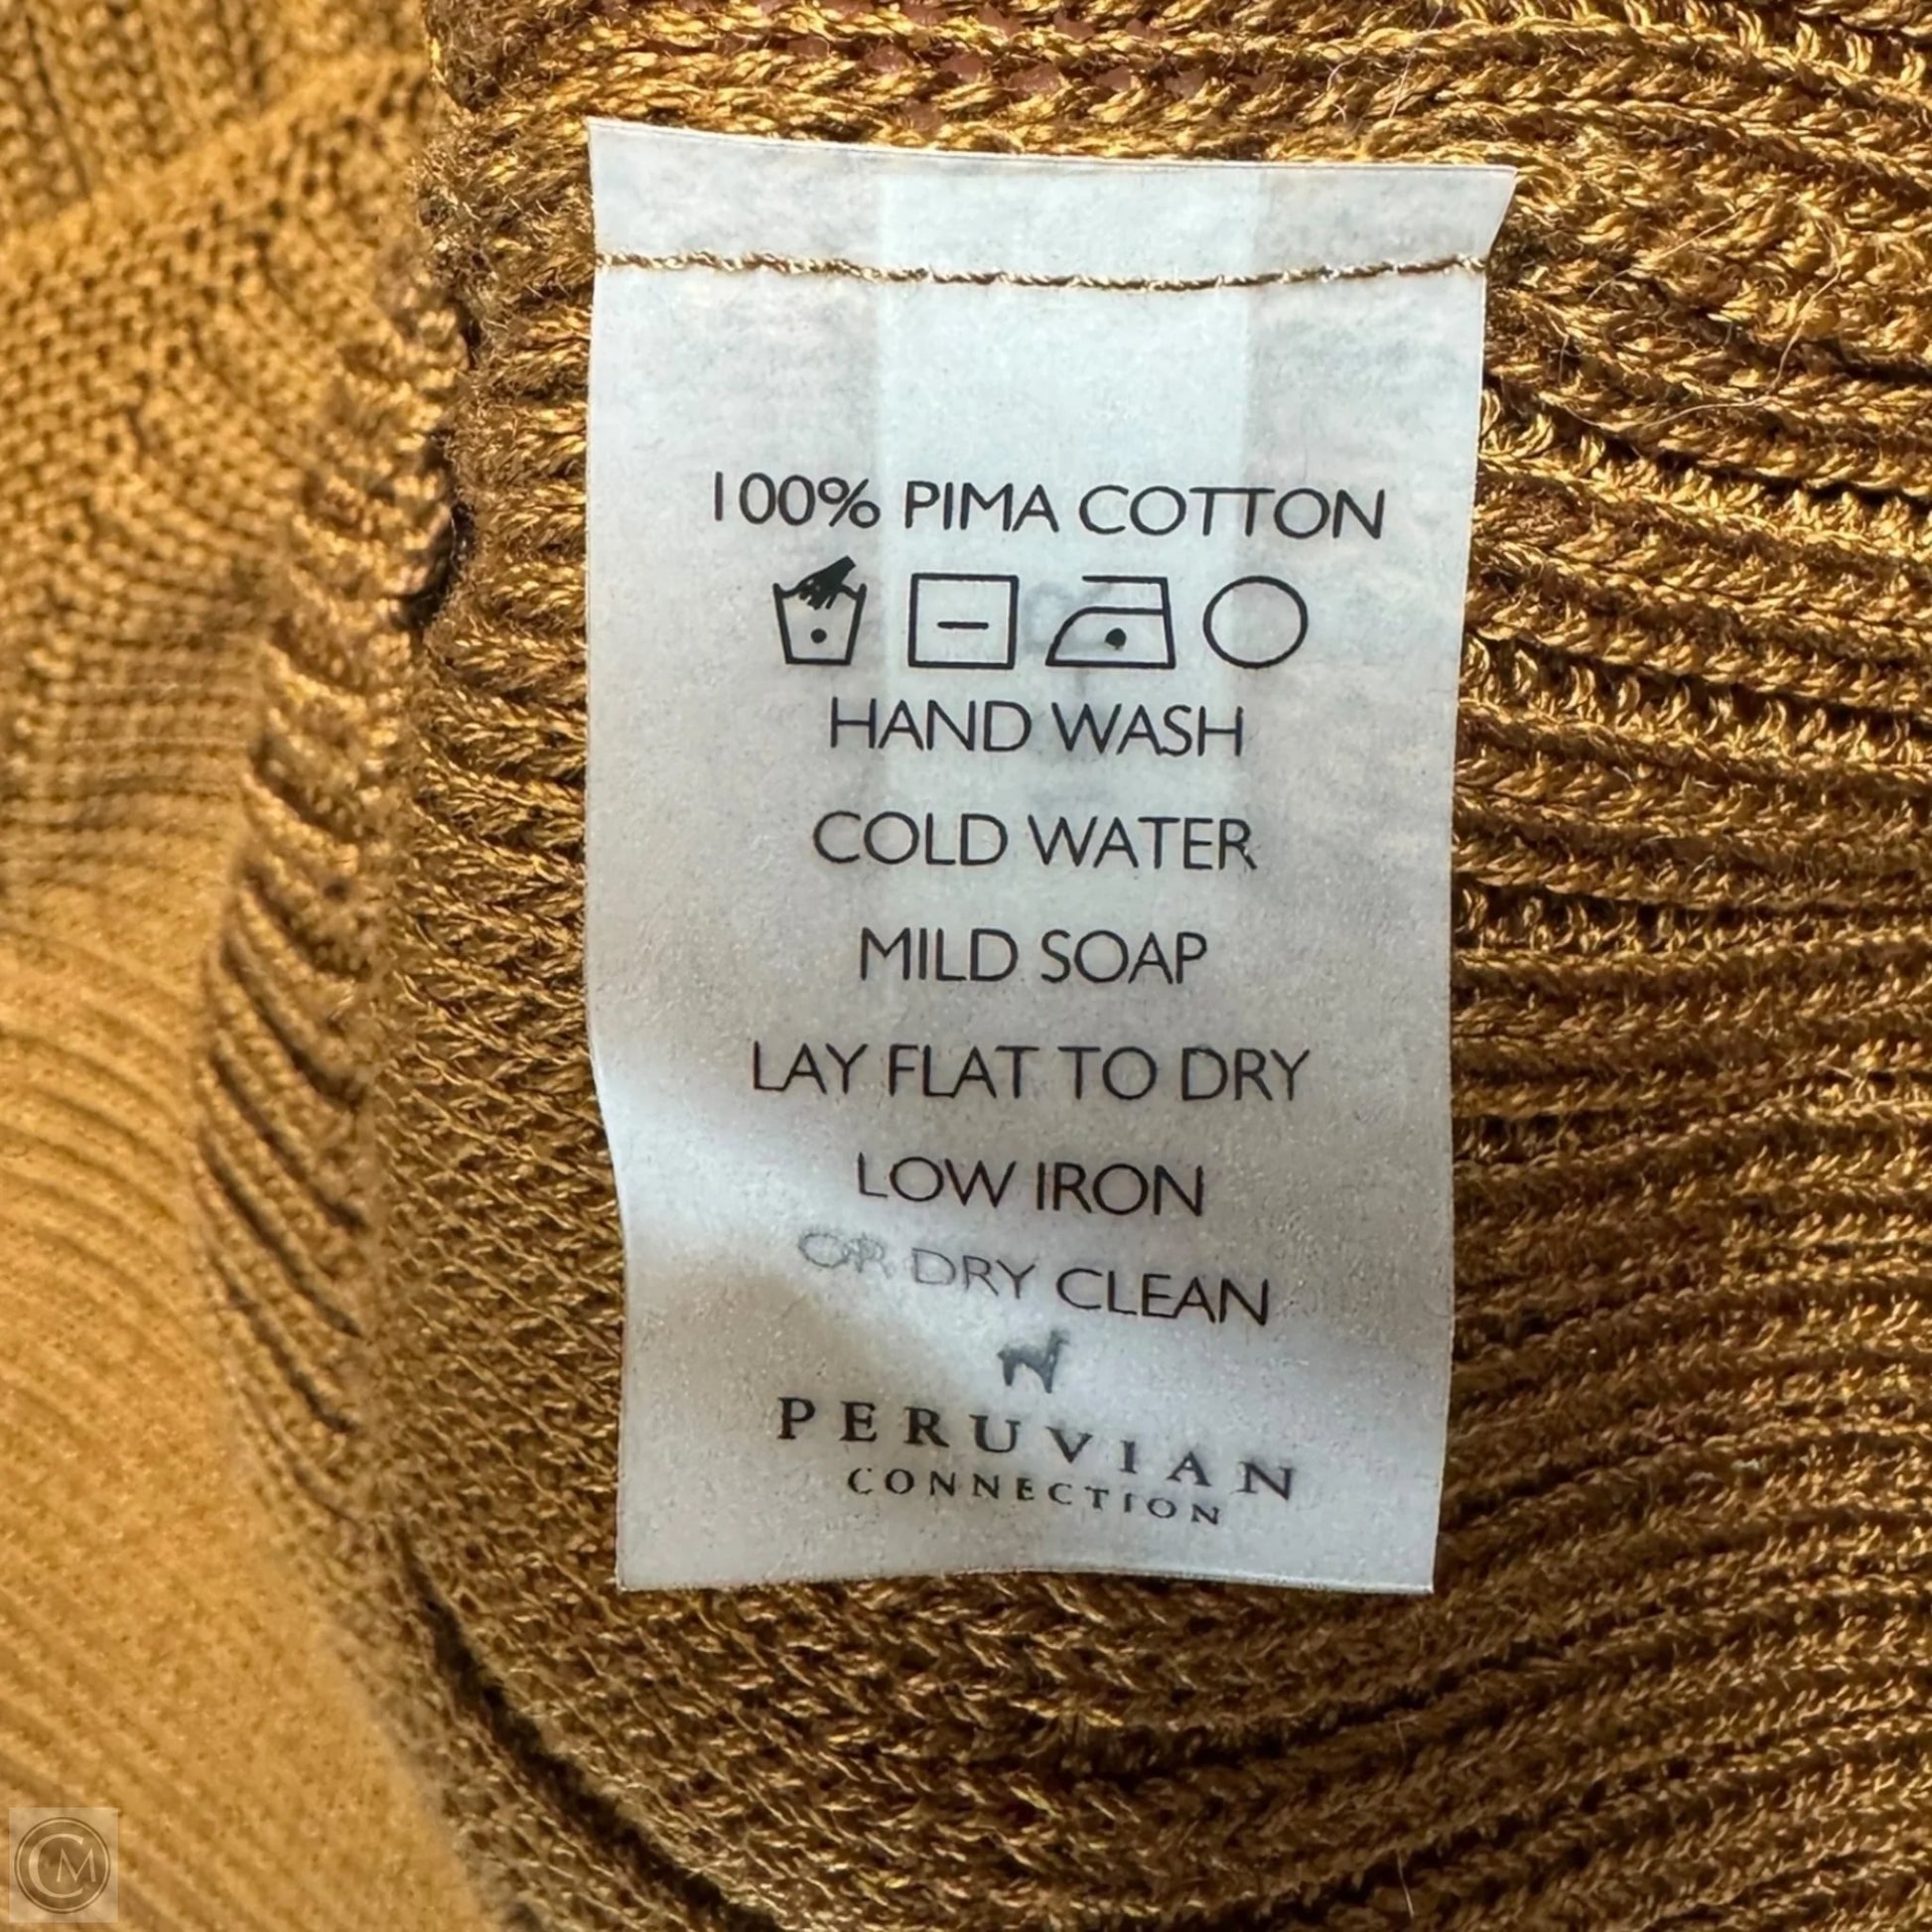 100% PIMA COTTON
HAND WASH
COLD WATER
MILD SOAP
LAY FLAT TO DRY
LOW IRON
OR DRY CLEAN
PERUVIAN
CONNECTION
CM